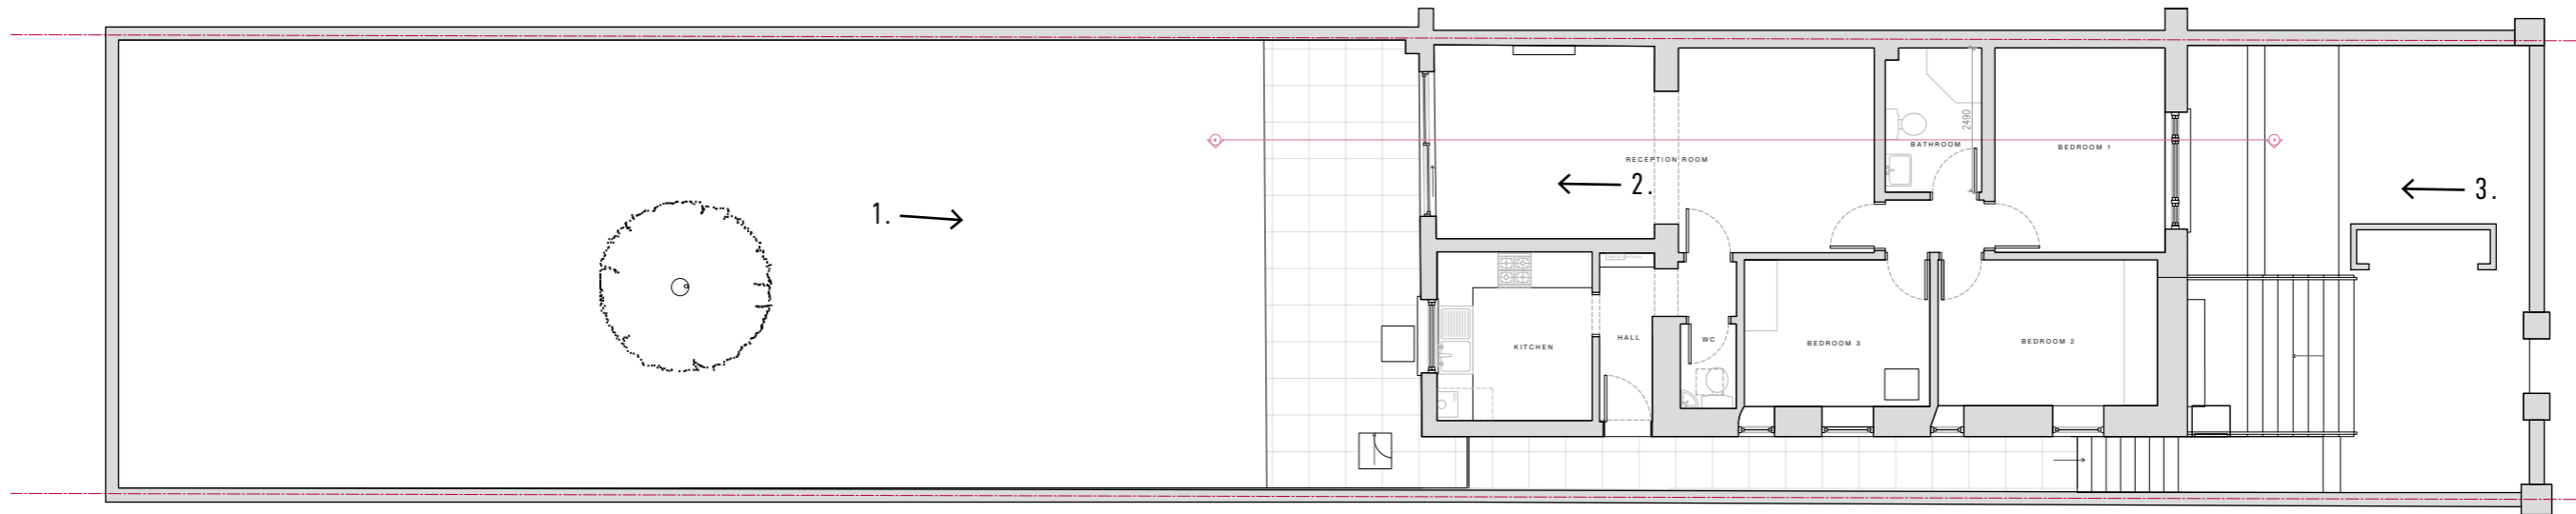 2490
BATHROOM
BEDROOM 1
RECEPTION ROOM
2.
3.
1.
KITCHEN
HALL
WC
BEDROOM 3
BEDROOM 2